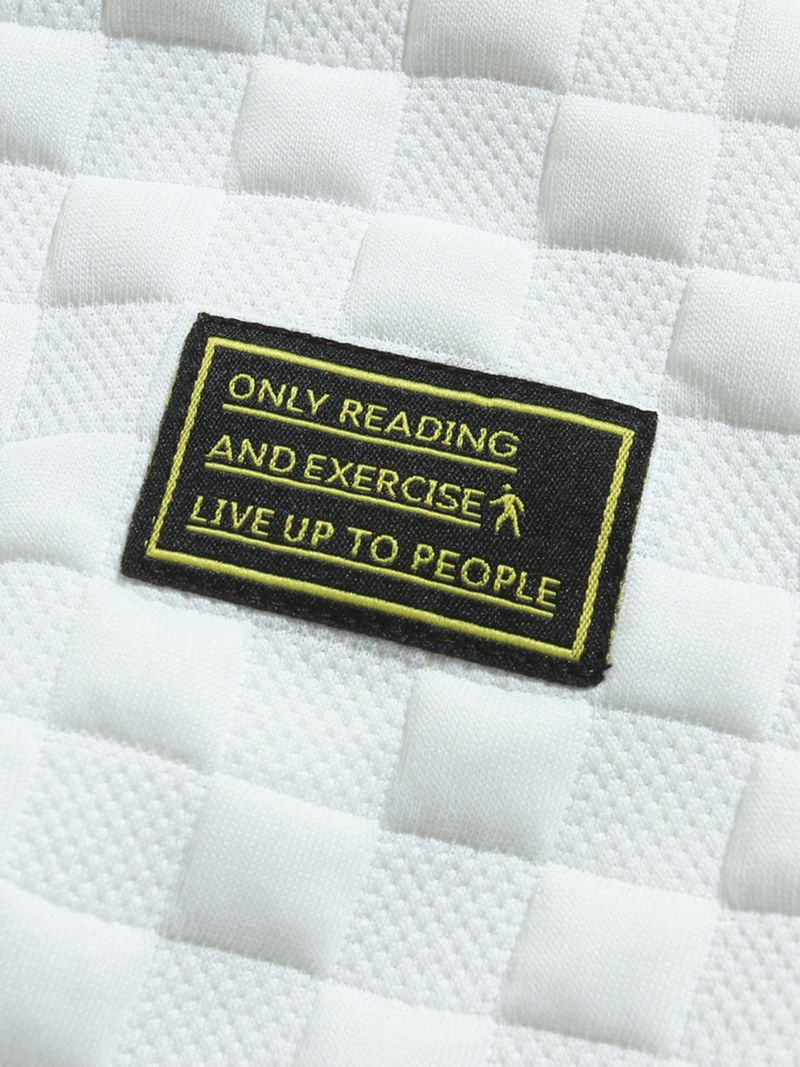 ONLY READING
AND EXERCISE
LIVE UP TO PEOPLE